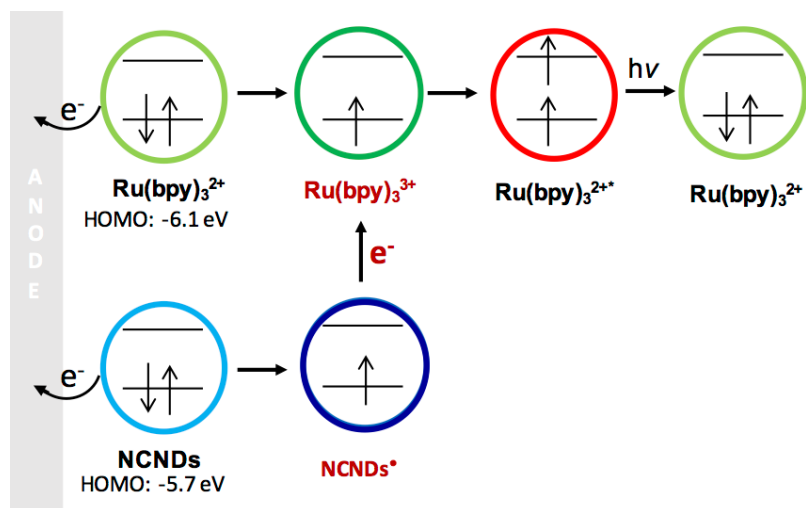 e⁻
hν
ANODE
Ru(bpy)₃²⁺
HOMO: -6.1 eV
Ru(bpy)₃³⁺
Ru(bpy)₃²⁺*
Ru(bpy)₃²⁺
e⁻
e⁻
NCNDs
HOMO: -5.7 eV
NCNDs•